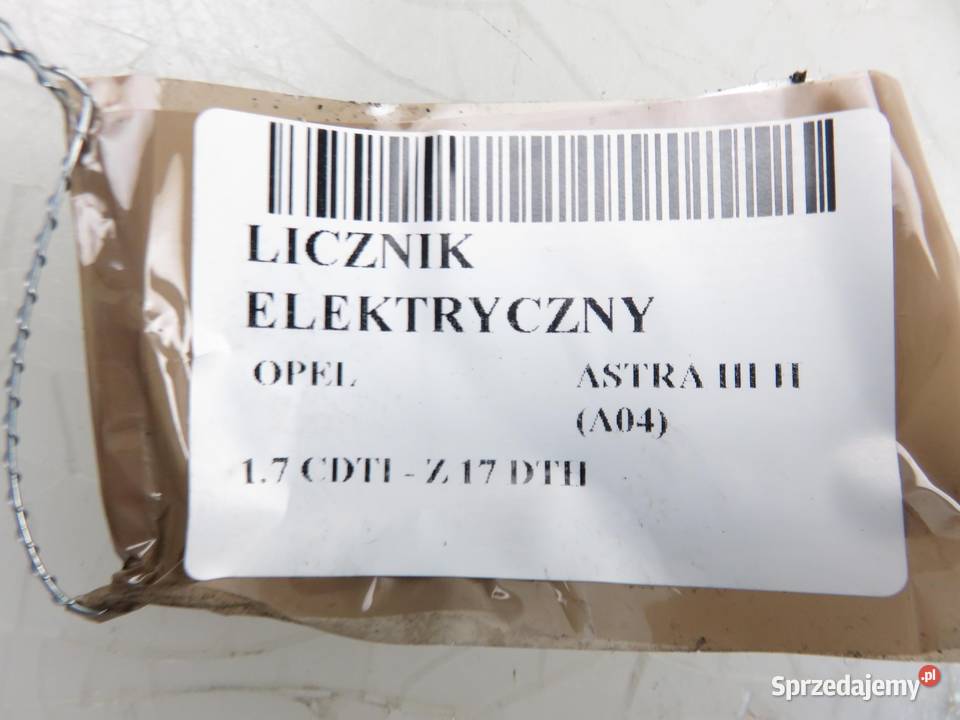 LICZNIK
ELEKTRYCZNY
OPEL ASTRA III H
(A04)
1.7 CDTI - Z 17 DTH
Sprzedajemy.pl